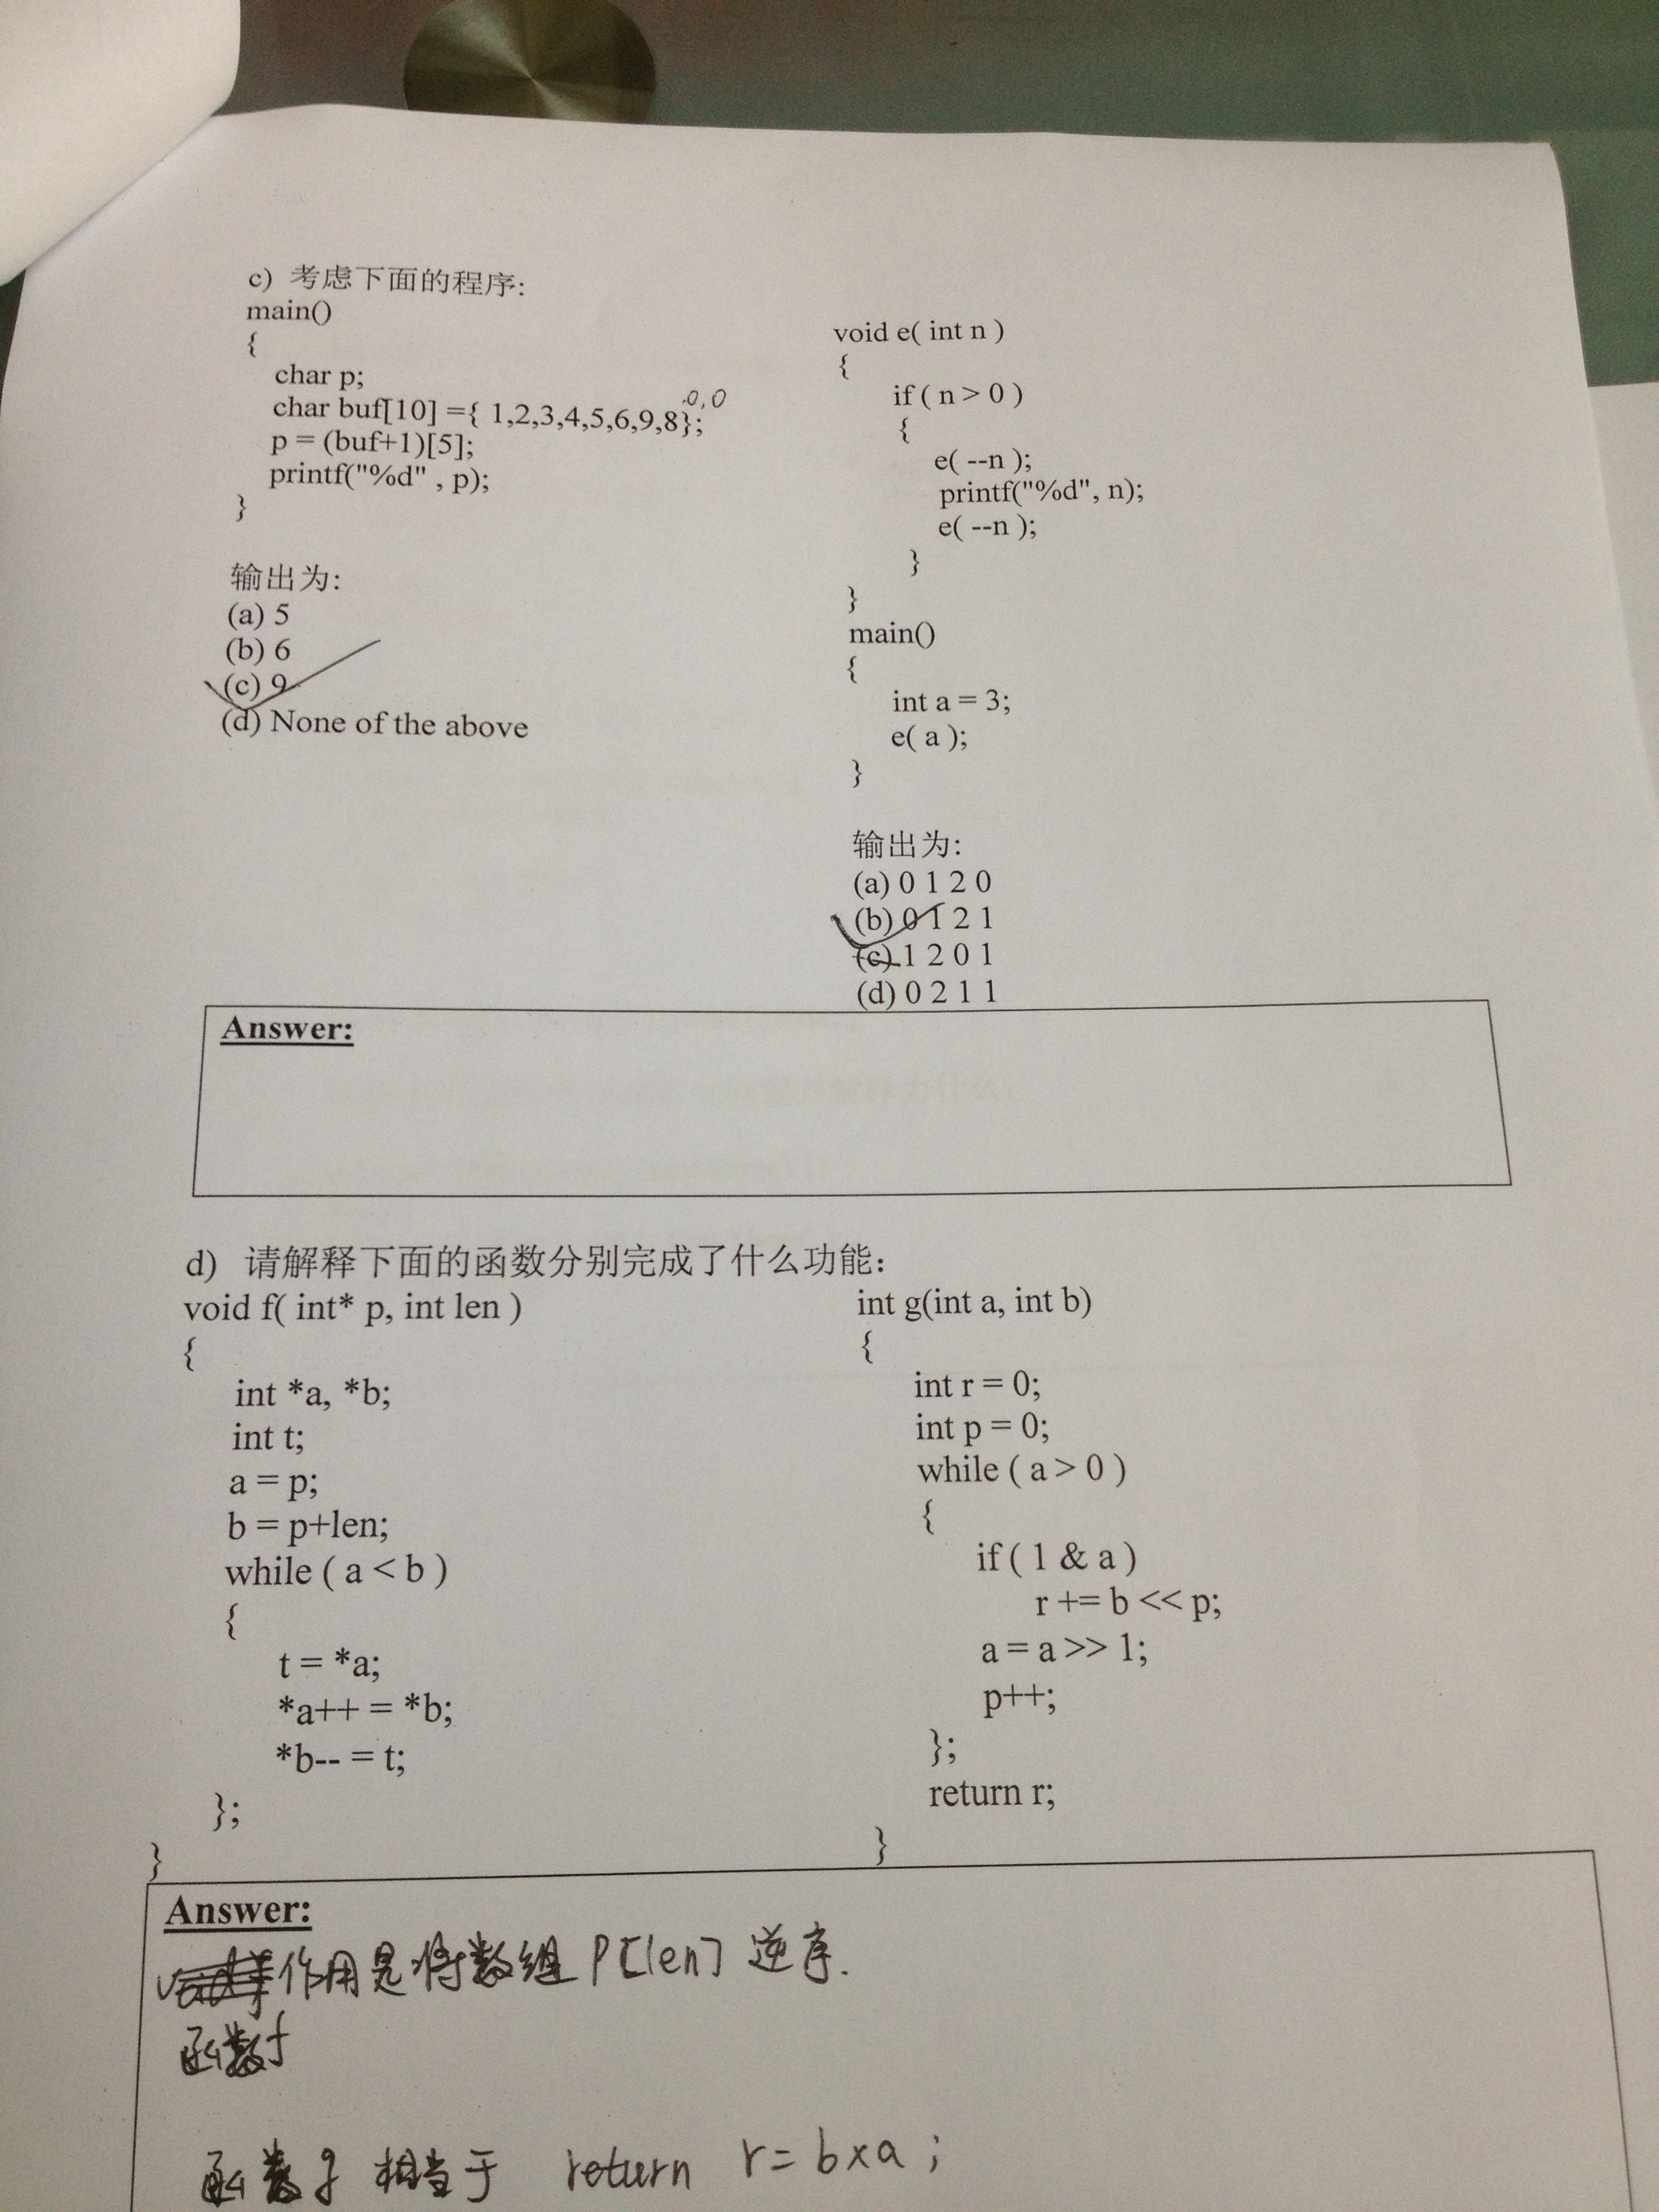 c) 考虑下面的程序:
main()
{
char p;
char buf[10] ={ 1,2,3,4,5,6,9,8};
.0,0
p = (buf+1)[5];
printf("%d" , p);
}
输出为:
(a) 5
(b) 6
(c) 9
(d) None of the above
void e( int n )
{
if ( n > 0 )
{
e( --n );
printf("%d", n);
e( --n );
}
}
main()
{
int a = 3;
e( a );
}
输出为:
(a) 0 1 2 0
(b) 0 1 2 1
(c) 1 2 0 1
(d) 0 2 1 1
Answer:
d) 请解释下面的函数分别完成了什么功能:
void f( int* p, int len )
{
int *a, *b;
int t;
a = p;
b = p+len;
while ( a < b )
{
t = *a;
*a++ = *b;
*b-- = t;
};
}
int g(int a, int b)
{
int r = 0;
int p = 0;
while ( a > 0 )
{
if ( 1 & a )
r += b << p;
a = a >> 1;
p++;
};
return r;
}
Answer:
作用是将数组 P[len] 逆序.
函数f
函数g 相当于 return r = b×a ;